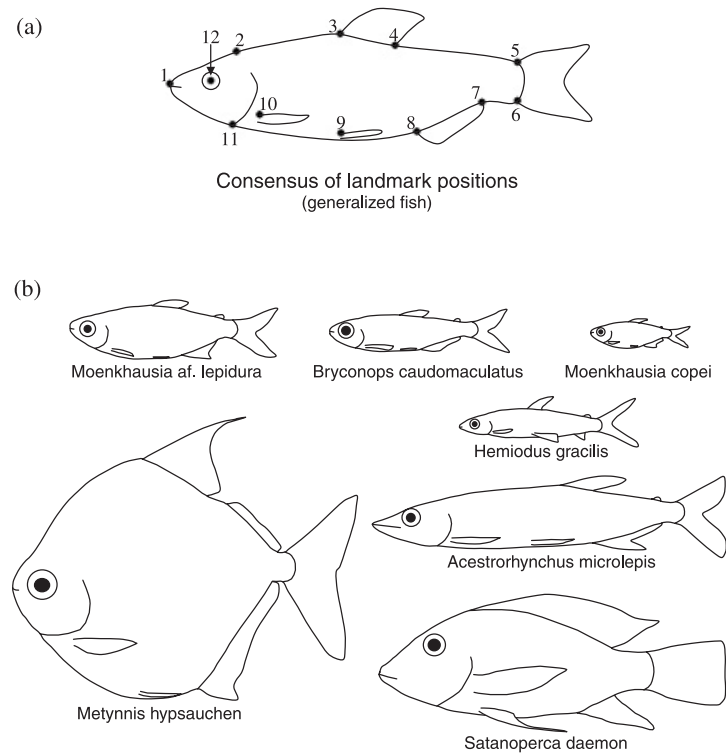 (a)
12
2
3
4
5
1
10
9
8
7
6
11
Consensus of landmark positions
(generalized fish)
(b)
Moenkhausia af. lepidura
Bryconops caudomaculatus
Moenkhausia copei
Hemiodus gracilis
Acestrorhynchus microlepis
Metynnis hypsauchen
Satanoperca daemon